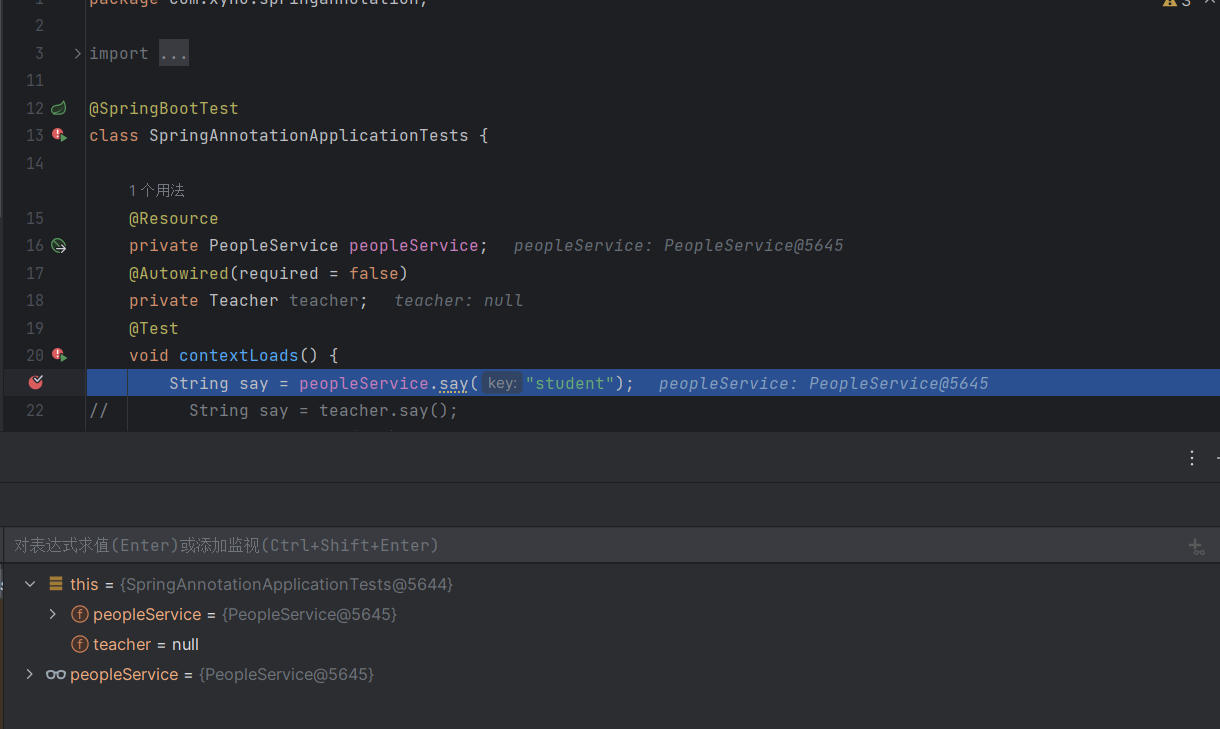 1 package com.xyno.springannotation;
2
3 import ...
11
12 @SpringBootTest
13 class SpringAnnotationApplicationTests {
14
1 个用法
15 @Resource
16 private PeopleService peopleService; peopleService: PeopleService@5645
17 @Autowired(required = false)
18 private Teacher teacher; teacher: null
19 @Test
20 void contextLoads() {
String say = peopleService.say( key: "student"); peopleService: PeopleService@5645
22 // String say = teacher.say();
对表达式求值(Enter)或添加监视(Ctrl+Shift+Enter)
this = {SpringAnnotationApplicationTests@5644}
peopleService = {PeopleService@5645}
teacher = null
peopleService = {PeopleService@5645}